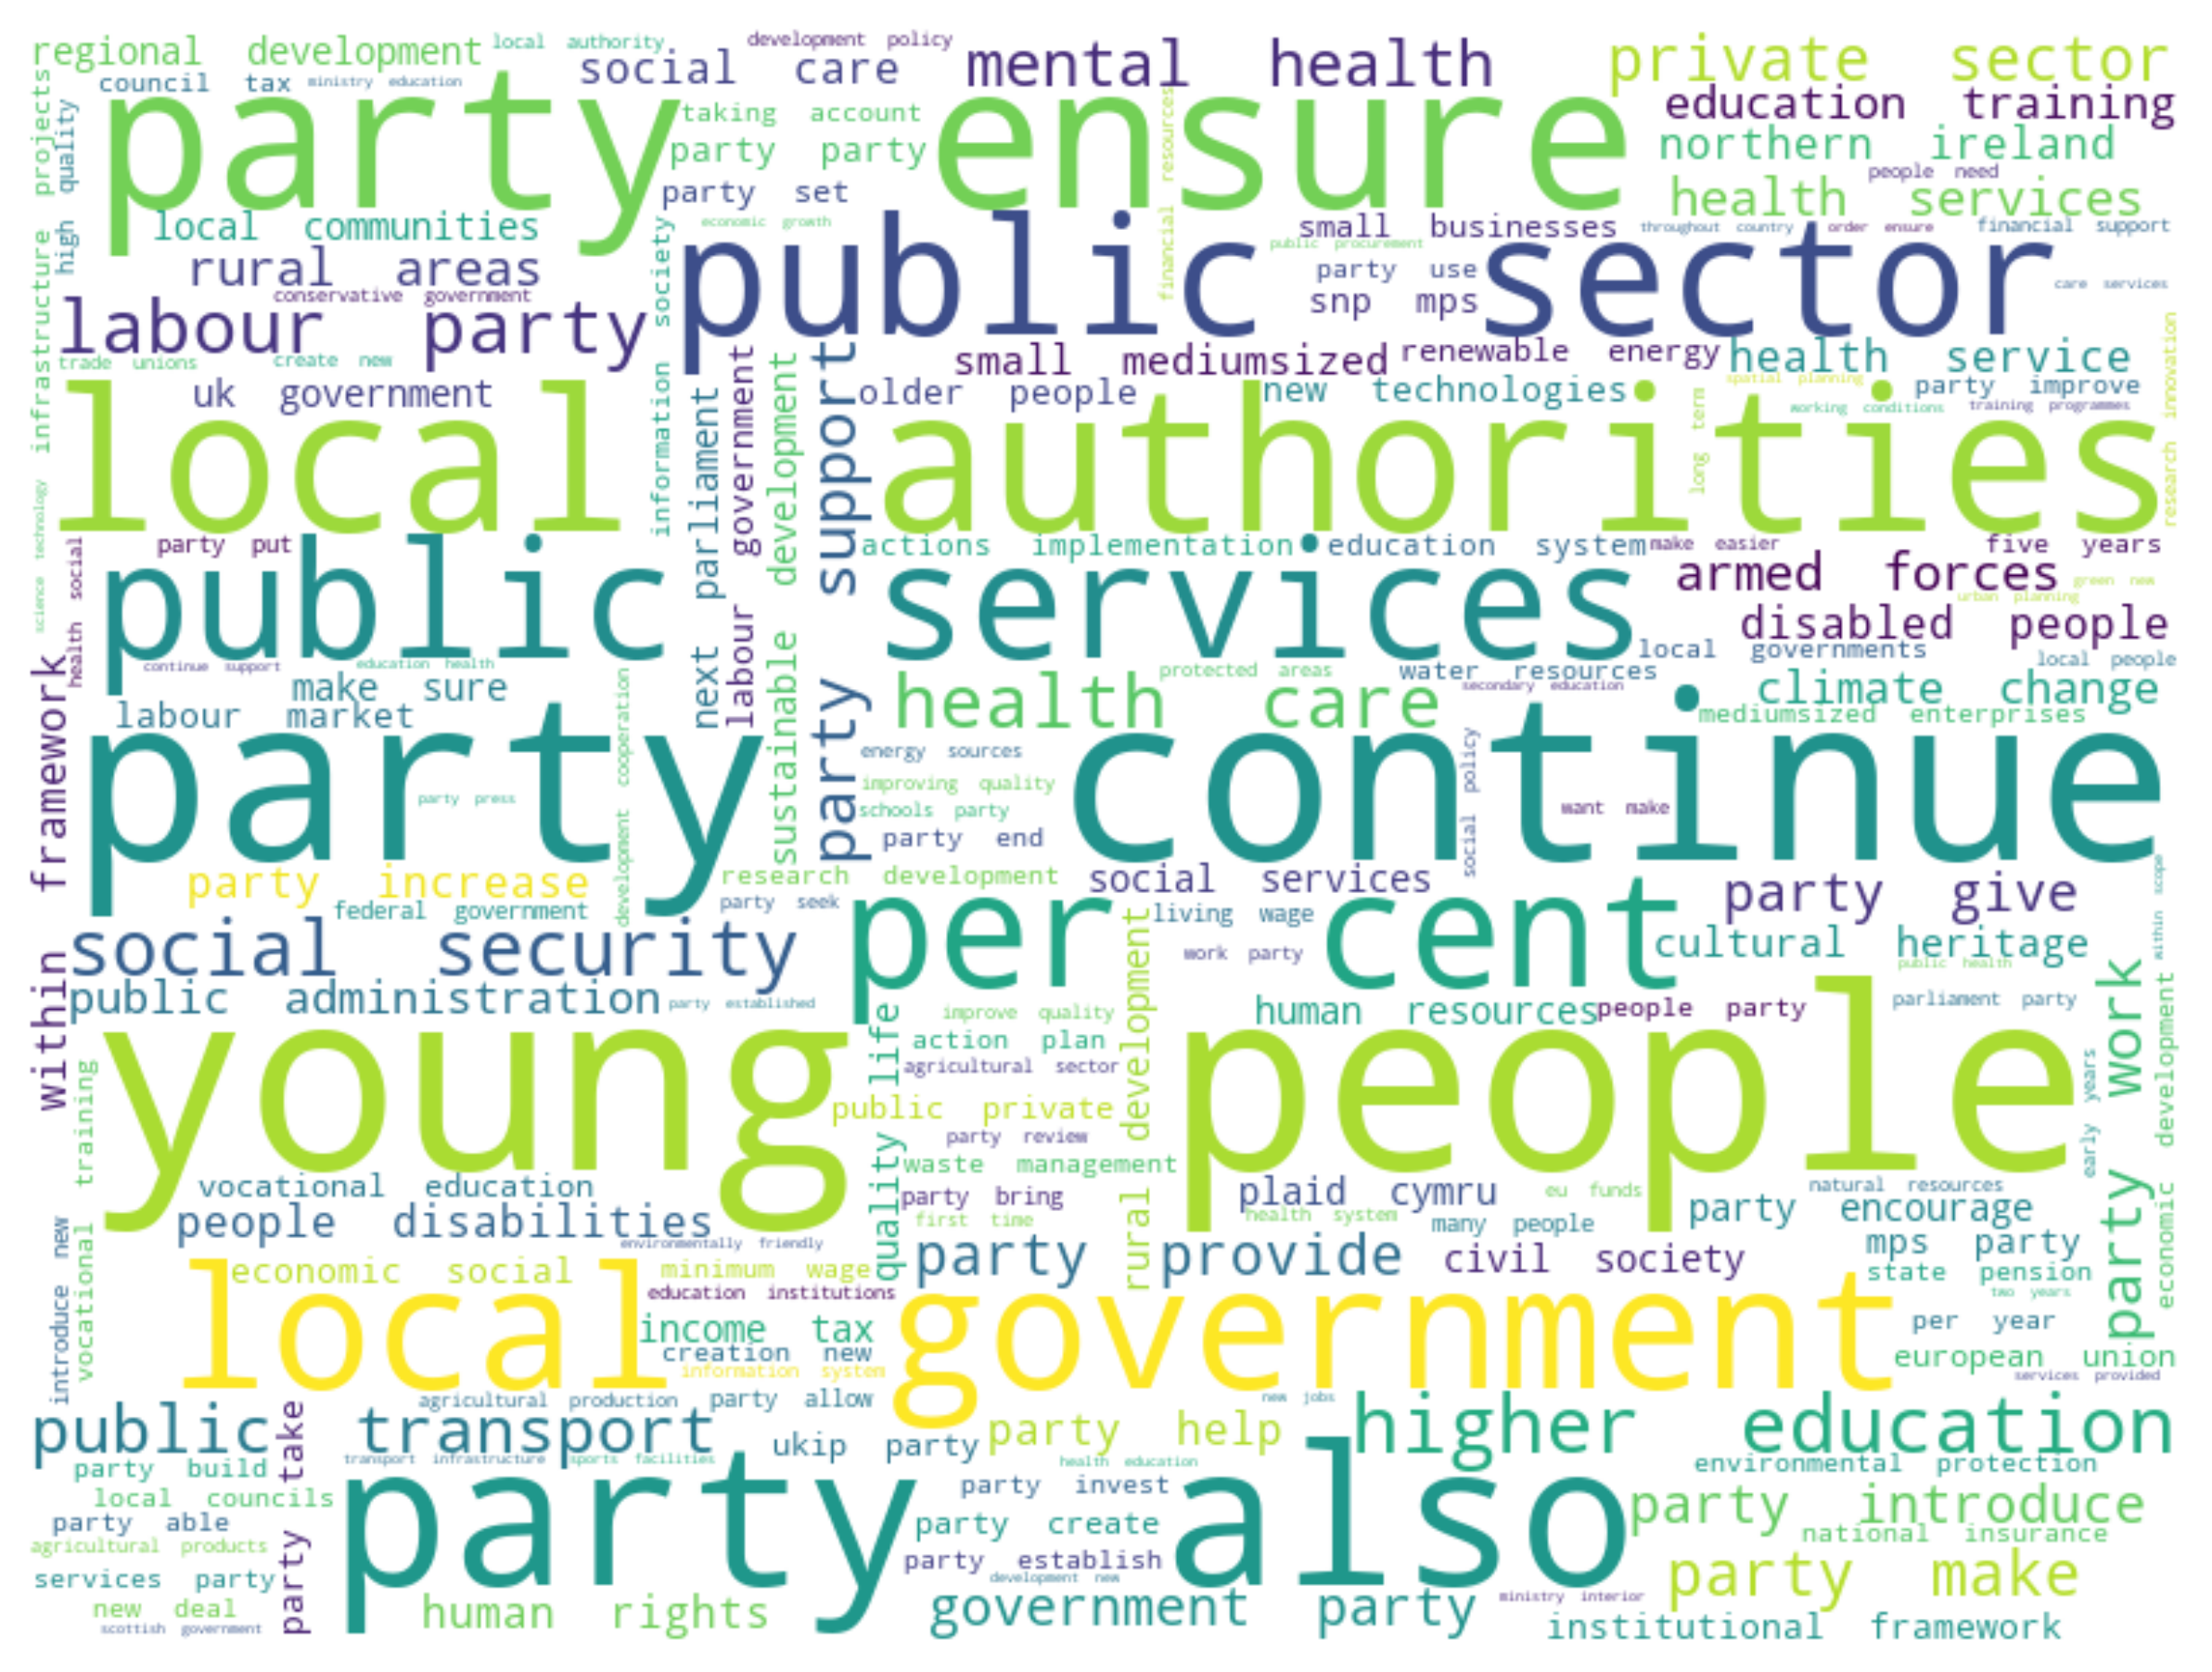 regional development
local authority
development policy
social care
mental health
private sector
council tax
ministry education
party ensure
taking account
education training
party party
northern ireland
people need
party set
health services
local communities
economic growth
public sector
small businesses
throughout country
order ensure
financial support
public procurement
rural areas
party use
conservative government
snp mps
care services
labour party
trade unions
create new
small mediumsized
renewable energy
health service
uk government
older people
new technologies
spatial planning
party improve
working conditions
training programmes
local authorities
infrastructure projects
high quality
financial resources
information society
next parliament
labour government
sustainable development
party support
long term
research innovation
science technology
health social
party put
actions implementation
education system
make easier
five years
public services
armed forces
green new
urban planning
disabled people
local governments
continue support
education health
protected areas
water resources
local people
make sure
health care
secondary education
climate change
labour market
mediumsized enterprises
party continue
energy sources
party press
improving quality
schools party
want make
party end
development cooperation
social policy
within framework
party increase
research development
social services
party give
federal government
party seek
per cent
living wage
social security
work party
cultural heritage
within scope
public health
public administration
party established
human resources
people party
parliament party
young people
improve quality
action plan
agricultural sector
public private
party review
waste management
quality life
rural development
early years
party work
economic development
vocational training
introduce new
vocational education
party bring
plaid cymru
eu funds
natural resources
people disabilities
first time
health system
many people
party encourage
environmentally friendly
party provide
civil society
mps party
economic social
minimum wage
state pension
education institutions
two years
local government
income tax
per year
creation new
european union
information system
services provided
agricultural production
party allow
new jobs
public transport
party take
ukip party
party help
higher education
transport infrastructure
sports facilities
health education
environmental protection
party build
party also
party invest
local councils
party introduce
party able
party create
national insurance
agricultural products
party establish
services party
development new
party make
new deal
human rights
government party
ministry interior
scottish government
institutional framework